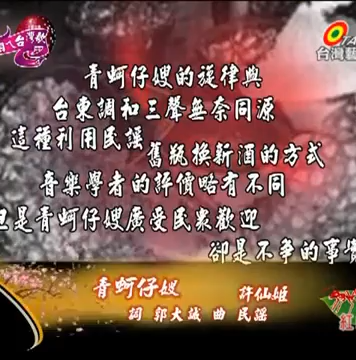 青蚵仔嫂的旋律與
台東調和三聲無奈同源
這種利用民謠
舊瓶換新酒的方式
音樂學者的評價略有不同
但是青蚵仔嫂廣受民眾歡迎
卻是不爭的事實
青蚵仔嫂 許仙姬
詞 郭大誠 曲 民謠
台灣